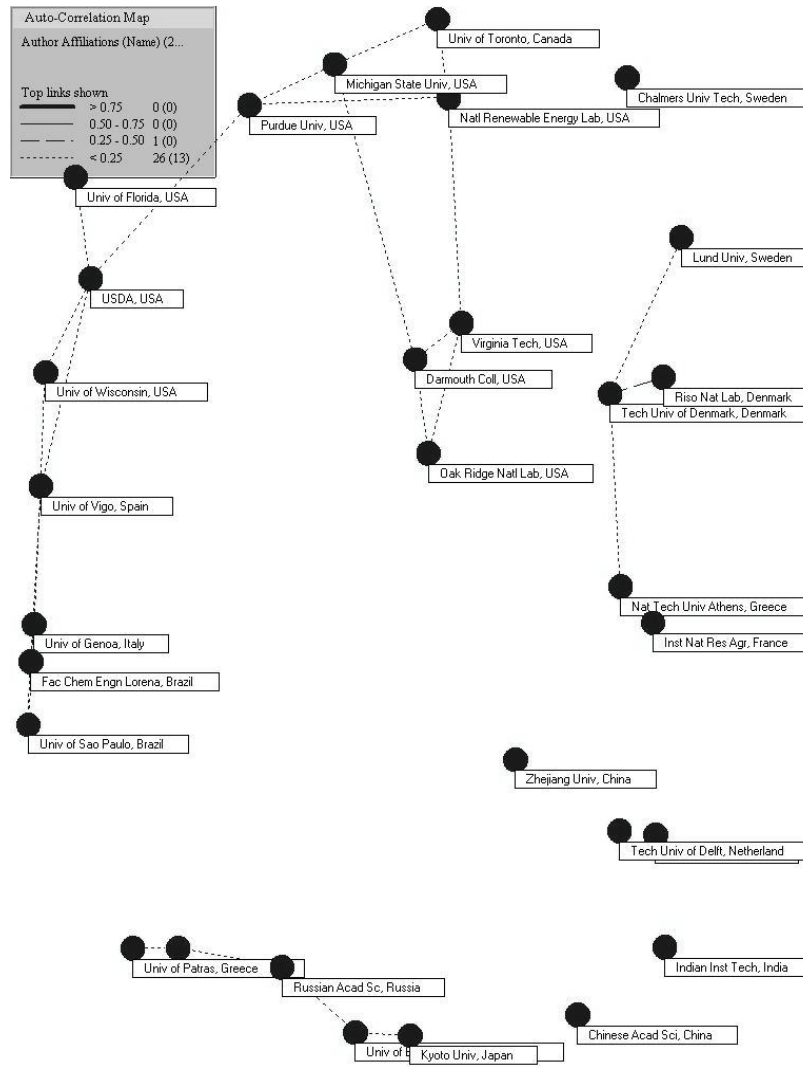 Auto-Correlation Map
Author Affiliations (Name) (2...
Top links shown
> 0.75 0 (0)
0.50 - 0.75 0 (0)
0.25 - 0.50 1 (0)
< 0.25 26 (13)
Univ of Toronto, Canada
Michigan State Univ, USA
Chalmers Univ Tech, Sweden
Purdue Univ, USA
Natl Renewable Energy Lab, USA
Univ of Florida, USA
Lund Univ, Sweden
USDA, USA
Virginia Tech, USA
Darmouth Coll, USA
Univ of Wisconsin, USA
Riso Nat Lab, Denmark
Tech Univ of Denmark, Denmark
Oak Ridge Natl Lab, USA
Univ of Vigo, Spain
Nat Tech Univ Athens, Greece
Univ of Genoa, Italy
Inst Nat Res Agr, France
Fac Chem Engn Lorena, Brazil
Univ of Sao Paulo, Brazil
Zhejiang Univ, China
Tech Univ of Delft, Netherland
Univ of Patras, Greece
Indian Inst Tech, India
Russian Acad Sc, Russia
Chinese Acad Sci, China
Univ of
Kyoto Univ, Japan